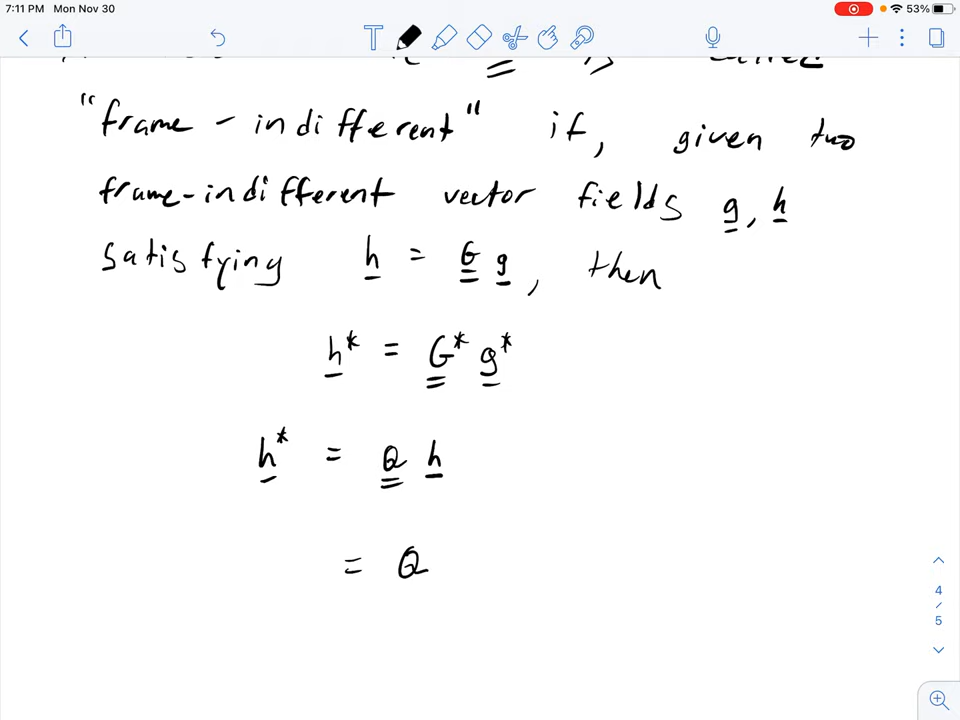 7:11 PM Mon Nov 30
53%
"frame-indifferent" if, given two
frame-indifferent vector fields g, h
satisfying h = G g, then
h* = G* g*
h* = Q h
= Q
4
/
5